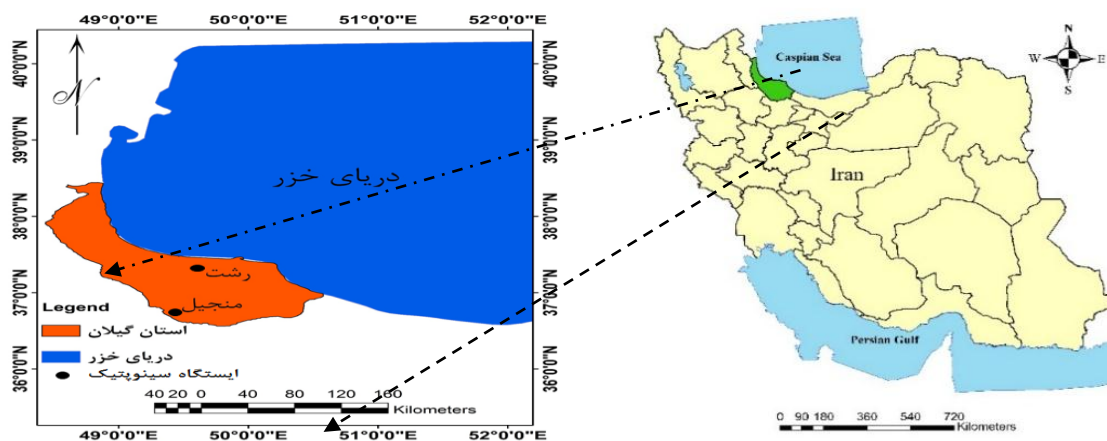 49°0'0"E 50°0'0"E 51°0'0"E 52°0'0"E
40°0'0"N
39°0'0"N
38°0'0"N
37°0'0"N
36°0'0"N
N
دریای خزر
رشت
منجیل
Legend
استان گیلان
دریای خزر
ایستگاه سینوپتیک
40 20 0 40 80 120 160
Kilometers
49°0'0"E 50°0'0"E 51°0'0"E 52°0'0"E
40°0'0"N
39°0'0"N
38°0'0"N
37°0'0"N
36°0'0"N
Caspian Sea
N
W E
S
Iran
Persian Gulf
0 90 180 360 540 720
Kilometers